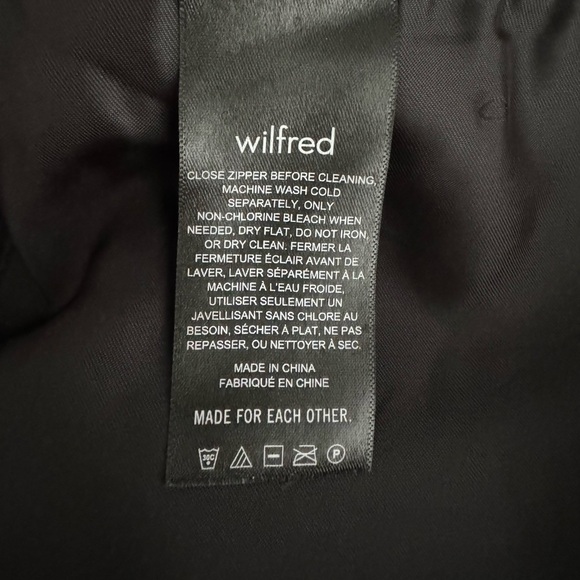 wilfred
CLOSE ZIPPER BEFORE CLEANING,
MACHINE WASH COLD
SEPARATELY, ONLY
NON-CHLORINE BLEACH WHEN
NEEDED, DRY FLAT, DO NOT IRON,
OR DRY CLEAN. FERMER LA
FERMETURE ÉCLAIR AVANT DE
LAVER, LAVER SÉPARÉMENT À LA
MACHINE À L'EAU FROIDE,
UTILISER SEULEMENT UN
JAVELLISANT SANS CHLORE AU
BESOIN, SÉCHER À PLAT, NE PAS
REPASSER, OU NETTOYER À SEC.
MADE IN CHINA
FABRIQUÉ EN CHINE
MADE FOR EACH OTHER.
30C P